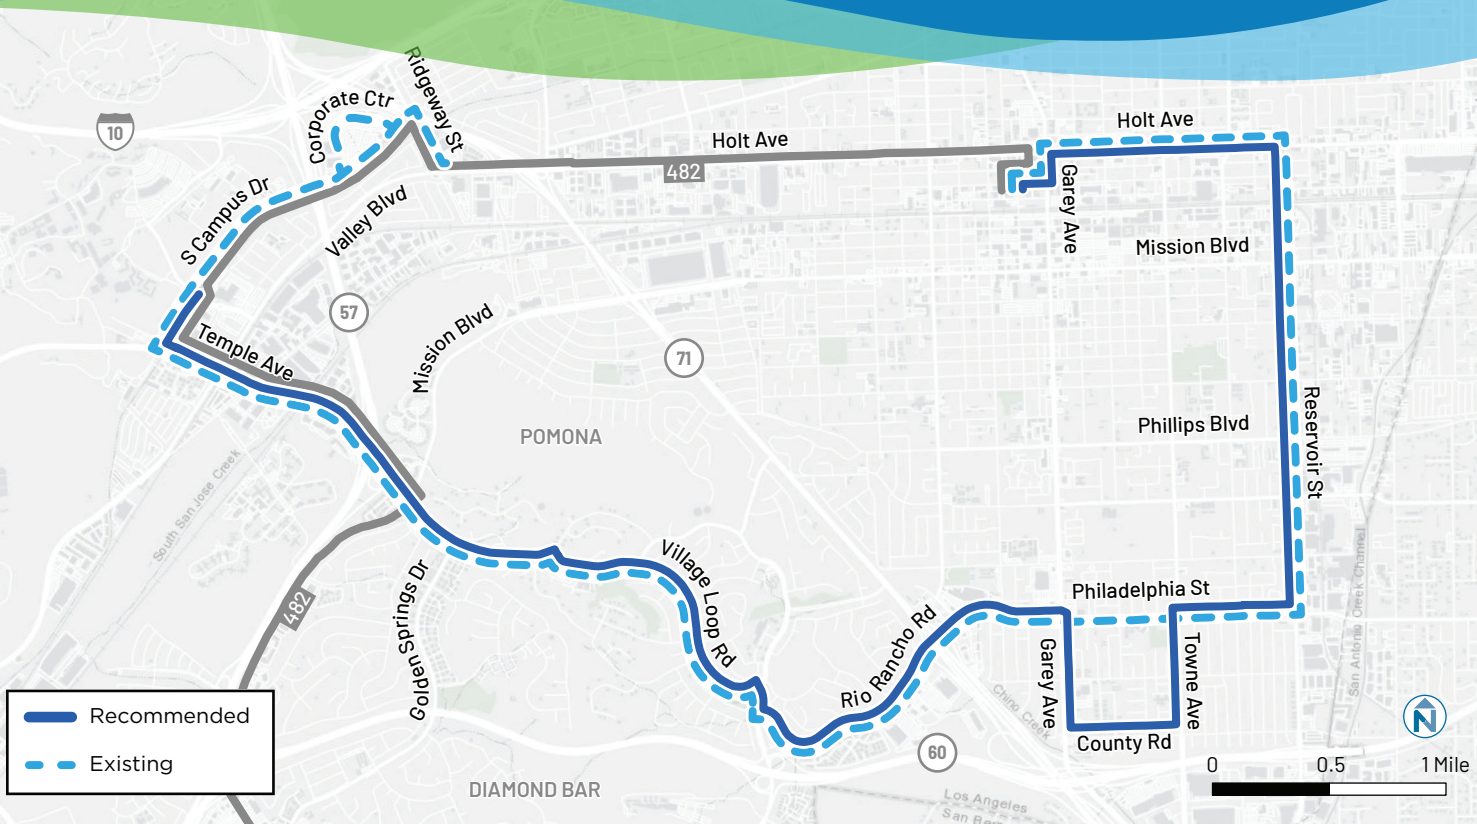 Ridgeway St
Corporate Ctr
10
Holt Ave
Holt Ave
482
S Campus Dr
Valley Blvd
Garey Ave
Mission Blvd
57
Mission Blvd
Temple Ave
71
Reservoir St
POMONA
Phillips Blvd
South San Jose Creek
Village Loop Rd
Golden Springs Dr
482
Philadelphia St
San Antonio Creek Channel
Rio Rancho Rd
Garey Ave
Towne Ave
Chino Creek
County Rd
60
N
Recommended
Existing
0 0.5 1 Mile
DIAMOND BAR
Los Angeles
San Ber